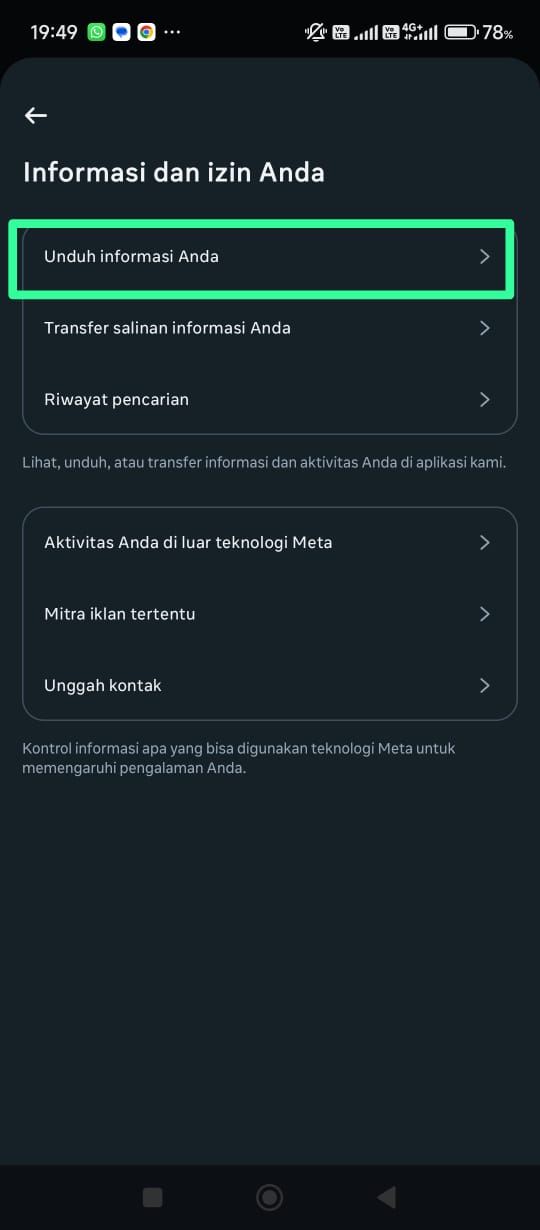 19:49
Vo LTE Vo LTE 4G+ 78%
Informasi dan izin Anda
Unduh informasi Anda
Transfer salinan informasi Anda
Riwayat pencarian
Lihat, unduh, atau transfer informasi dan aktivitas Anda di aplikasi kami.
Aktivitas Anda di luar teknologi Meta
Mitra iklan tertentu
Unggah kontak
Kontrol informasi apa yang bisa digunakan teknologi Meta untuk
memengaruhi pengalaman Anda.